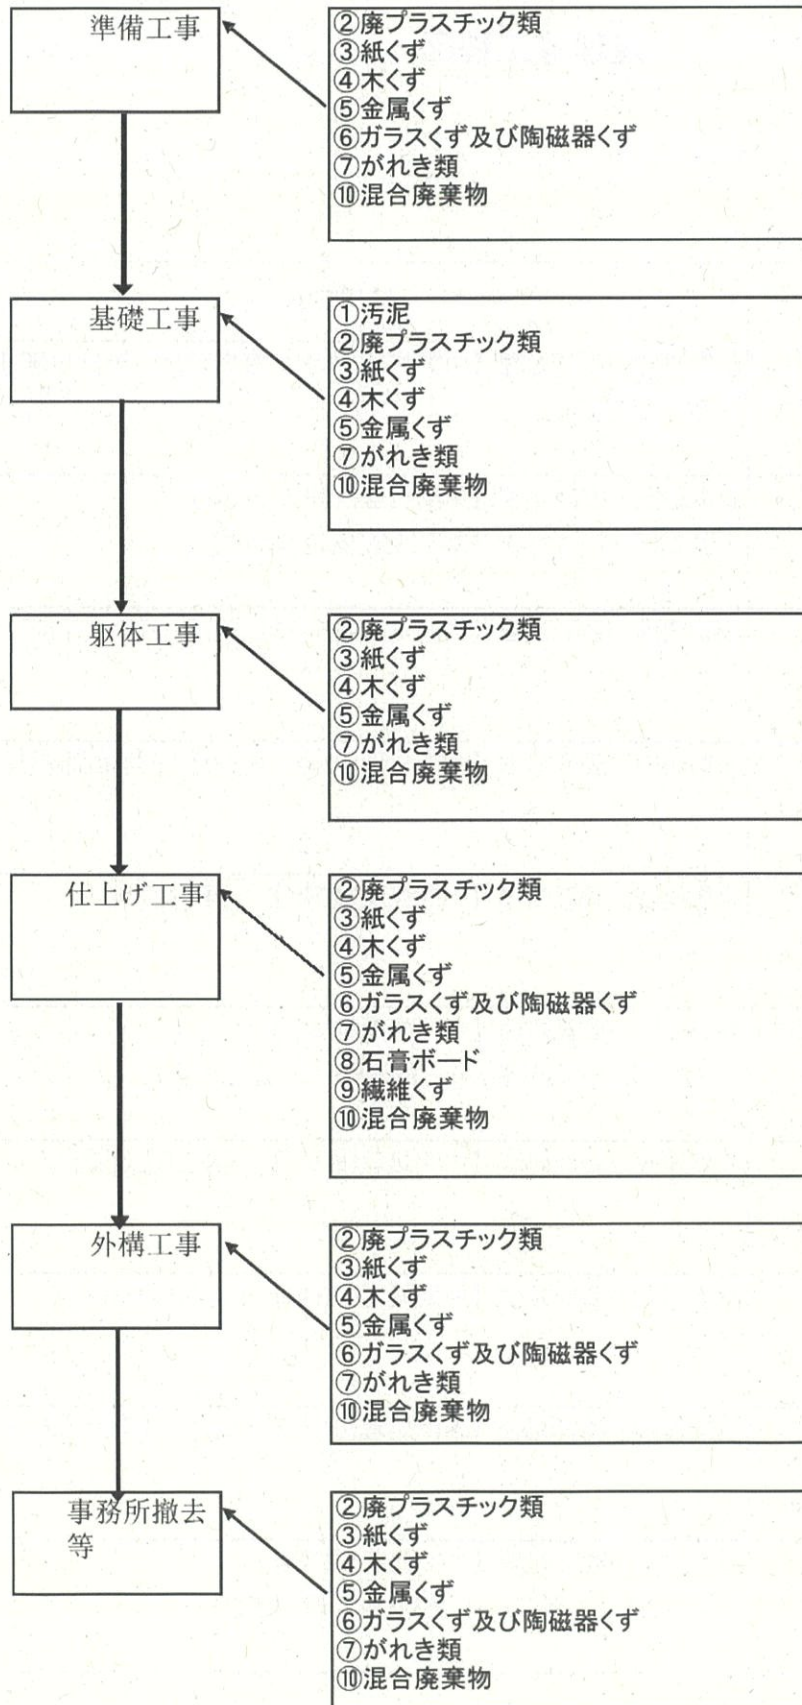 準備工事
②廃プラスチック類
③紙くず
④木くず
⑤金属くず
⑥ガラスくず及び陶磁器くず
⑦がれき類
⑩混合廃棄物
基礎工事
①汚泥
②廃プラスチック類
③紙くず
④木くず
⑤金属くず
⑦がれき類
⑩混合廃棄物
躯体工事
②廃プラスチック類
③紙くず
④木くず
⑤金属くず
⑦がれき類
⑩混合廃棄物
仕上げ工事
②廃プラスチック類
③紙くず
④木くず
⑤金属くず
⑥ガラスくず及び陶磁器くず
⑦がれき類
⑧石膏ボード
⑨繊維くず
⑩混合廃棄物
外構工事
②廃プラスチック類
③紙くず
④木くず
⑤金属くず
⑥ガラスくず及び陶磁器くず
⑦がれき類
⑩混合廃棄物
事務所撤去
等
②廃プラスチック類
③紙くず
④木くず
⑤金属くず
⑥ガラスくず及び陶磁器くず
⑦がれき類
⑩混合廃棄物